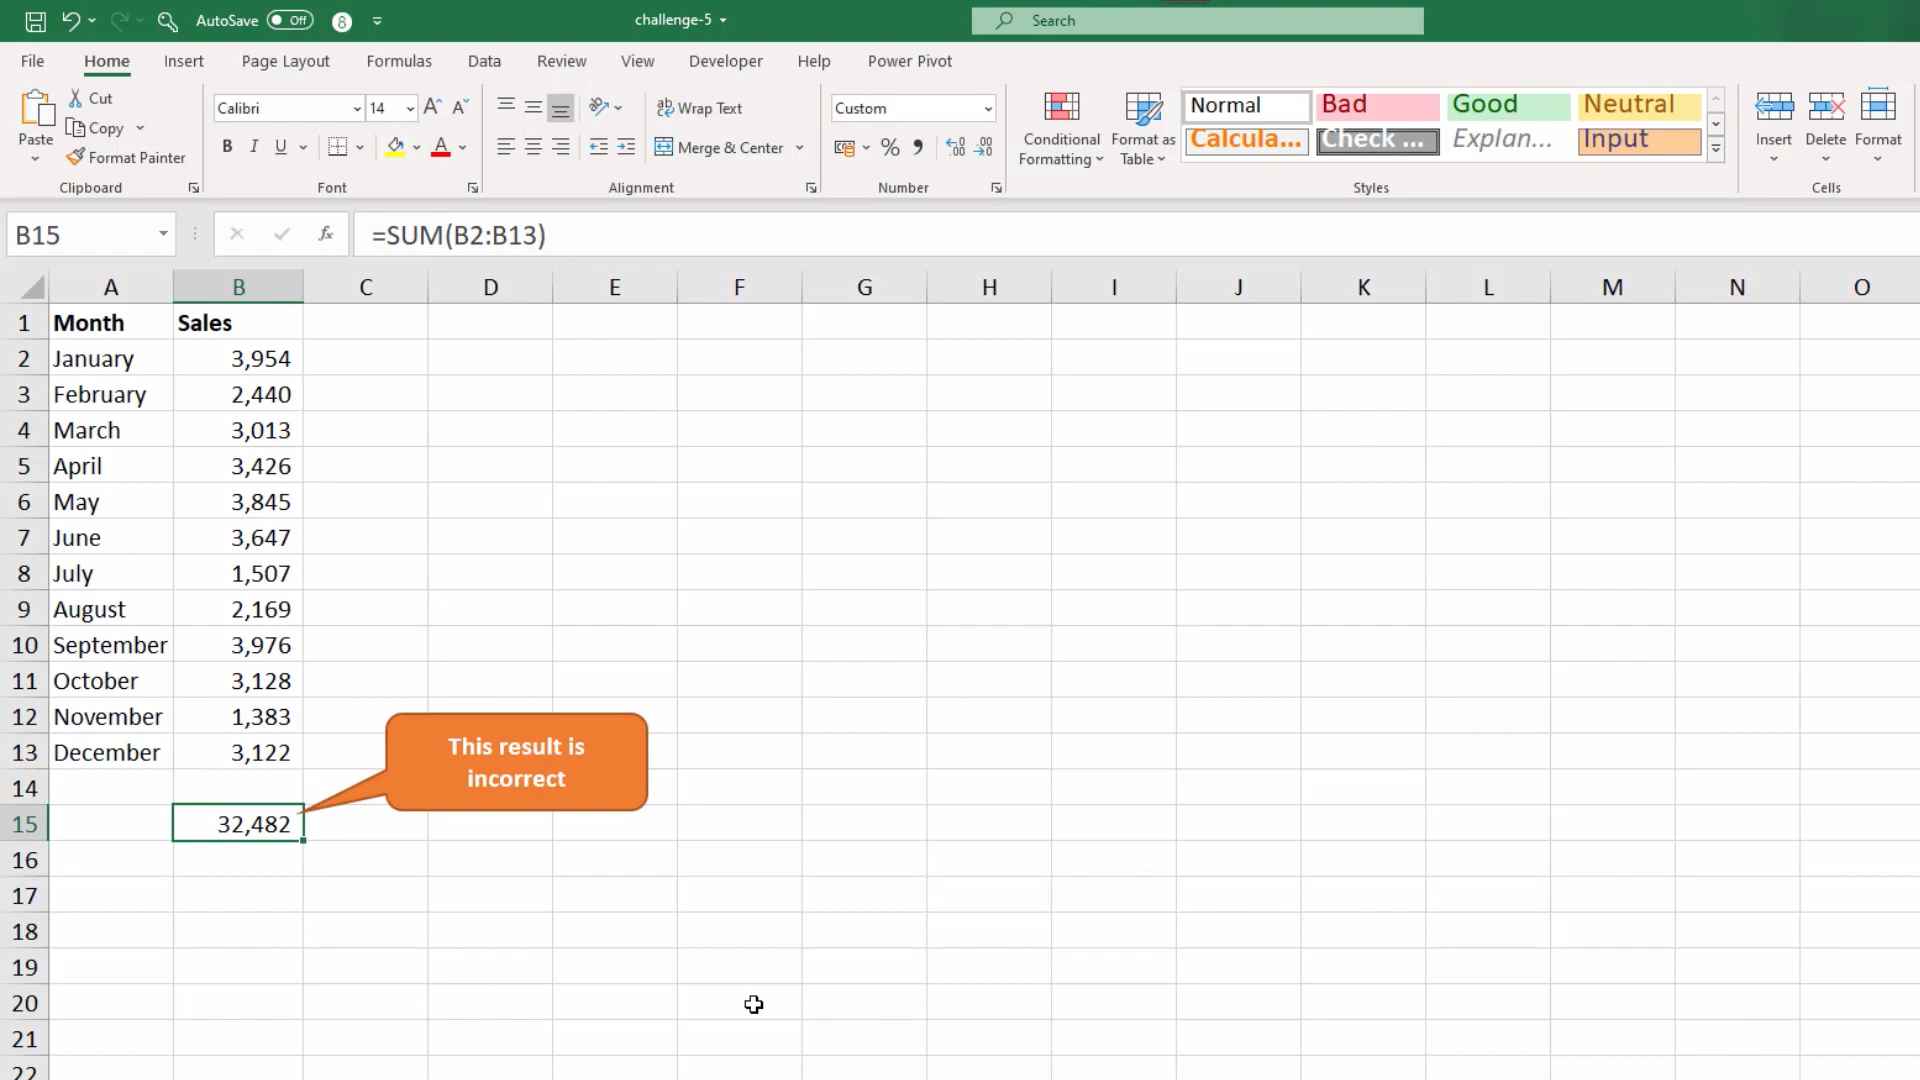 AutoSave Off 8 challenge-5 Search
File Home Insert Page Layout Formulas Data Review View Developer Help Power Pivot
Paste
Cut
Copy
Format Painter
Clipboard
Calibri 14
B I U A
Font
Wrap Text
Merge & Center
Alignment
Custom
Number
Conditional Formatting
Format as Table
Normal Bad Good Neutral
Calcula... Check ... Explan... Input
Styles
Insert Delete Format
Cells
B15 fx =SUM(B2:B13)
A B C D E F G H I J K L M N O
1 Month Sales
2 January 3,954
3 February 2,440
4 March 3,013
5 April 3,426
6 May 3,845
7 June 3,647
8 July 1,507
9 August 2,169
10 September 3,976
11 October 3,128
12 November 1,383
13 December 3,122
This result is
incorrect
14
15 32,482
16
17
18
19
20
21
22